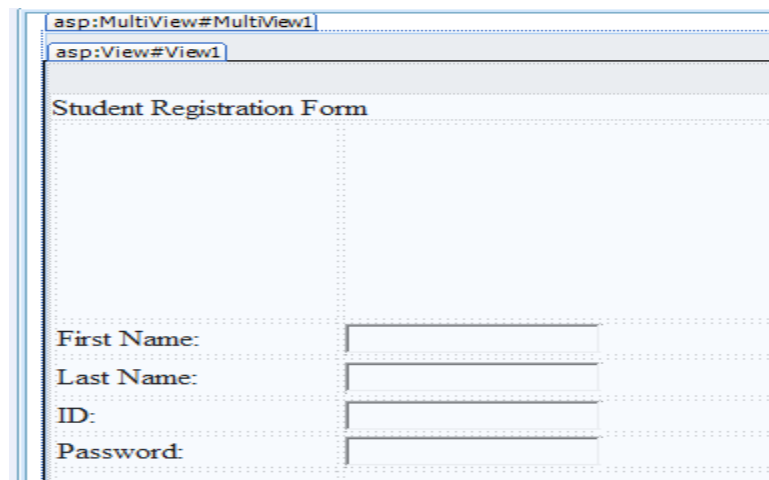 asp:MultiView#MultiView1
asp:View#View1
Student Registration Form
First Name:
Last Name:
ID:
Password: